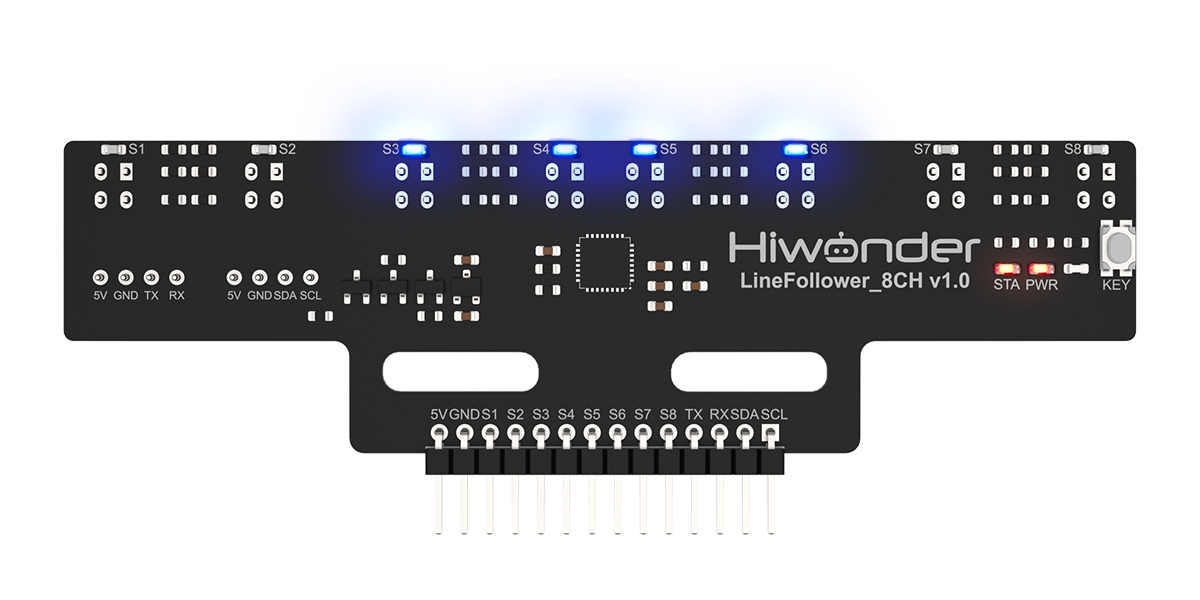 S1 S2 S3 S4 S5 S6 S7 S8
Hiwonder
LineFollower_8CH v1.0
5V GND TX RX
5V GND SDA SCL
STA PWR
KEY
5V GND S1 S2 S3 S4 S5 S6 S7 S8 TX RX SDA SCL